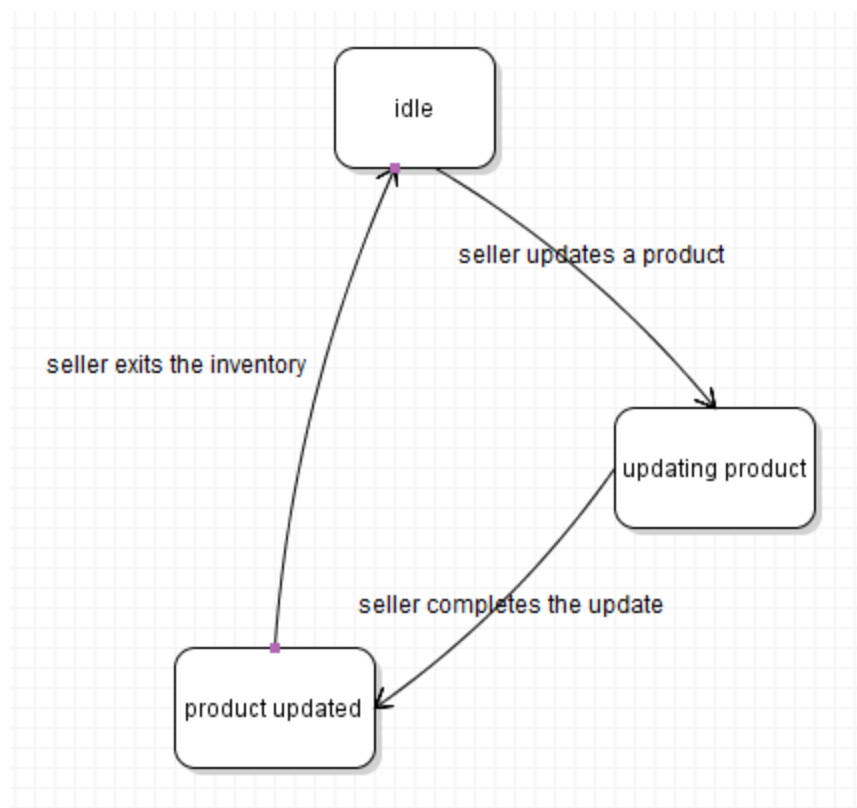 idle
seller updates a product
seller exits the inventory
updating product
seller completes the update
product updated